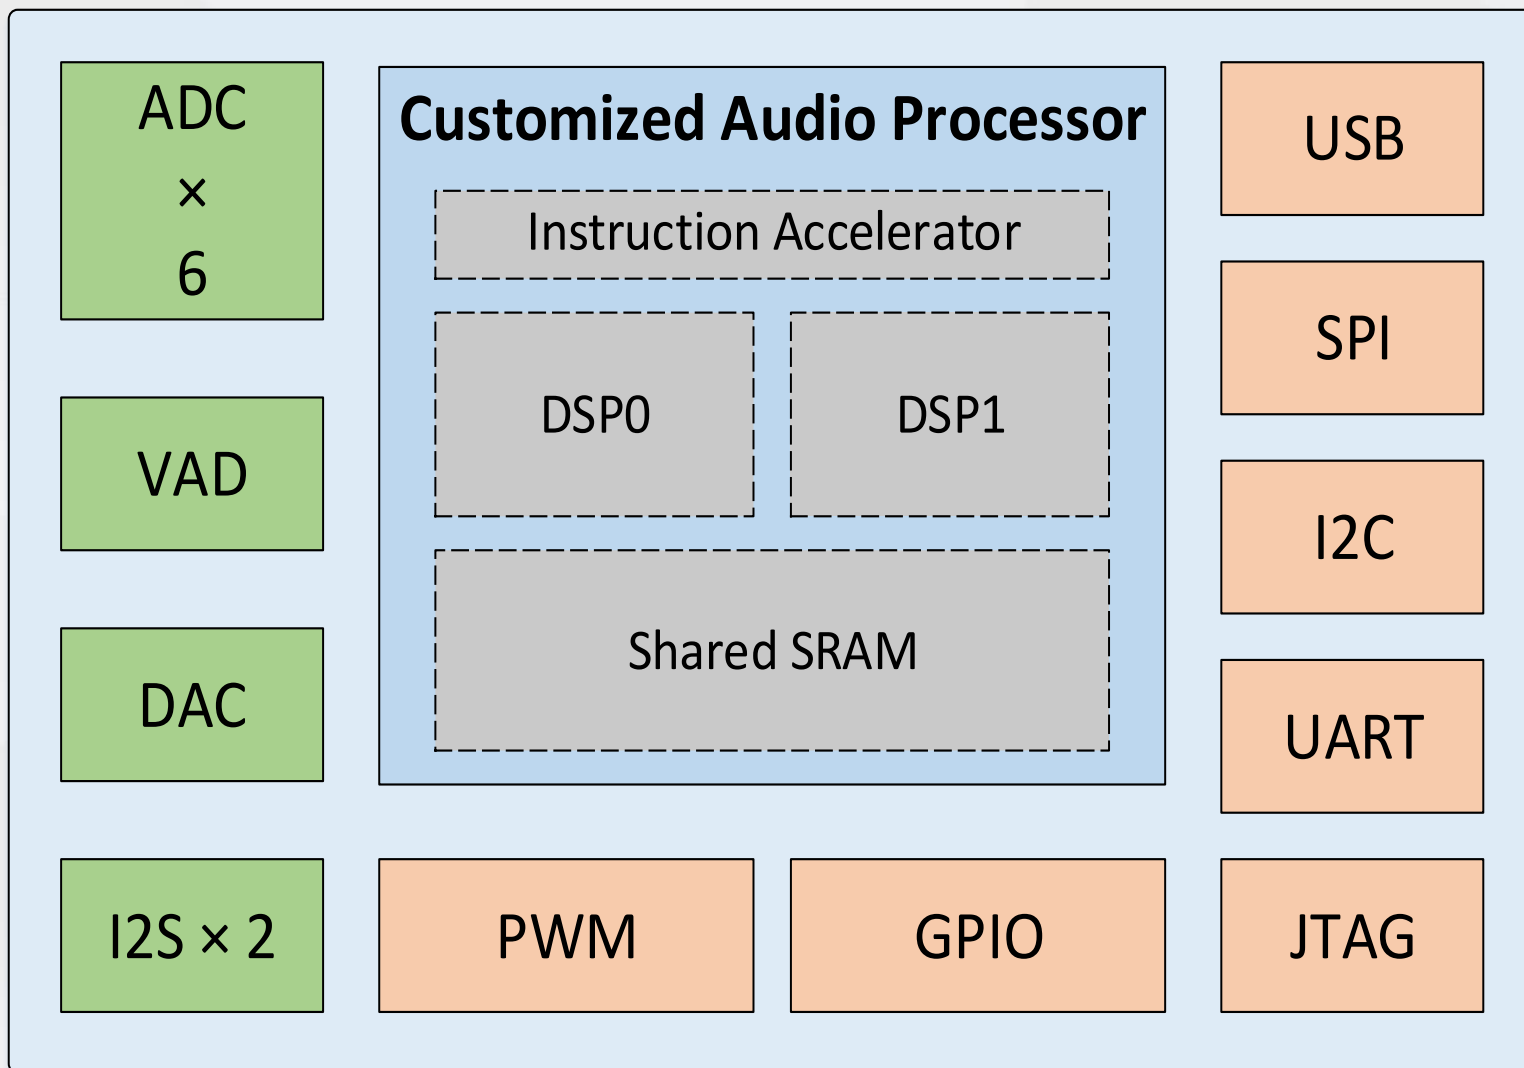 ADC
×
6
VAD
DAC
I2S × 2
Customized Audio Processor
Instruction Accelerator
DSP0
DSP1
Shared SRAM
PWM
GPIO
USB
SPI
I2C
UART
JTAG